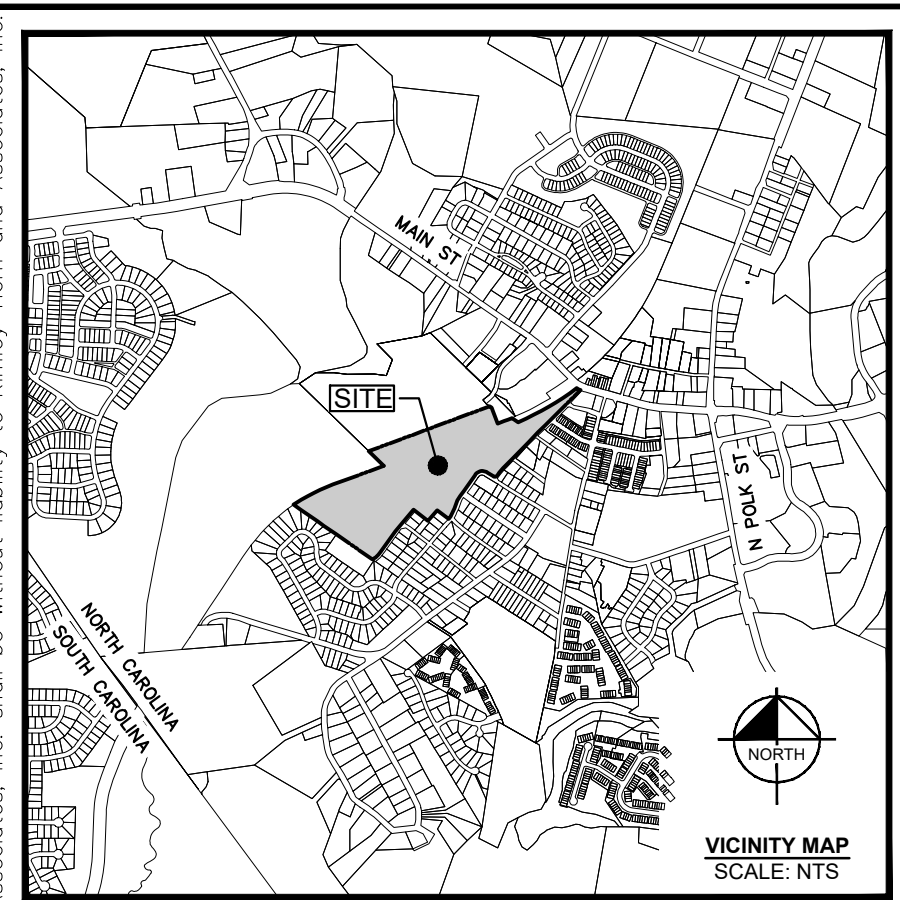 MAIN ST
SITE
N POLK ST
NORTH CAROLINA
SOUTH CAROLINA
NORTH
VICINITY MAP
SCALE: NTS